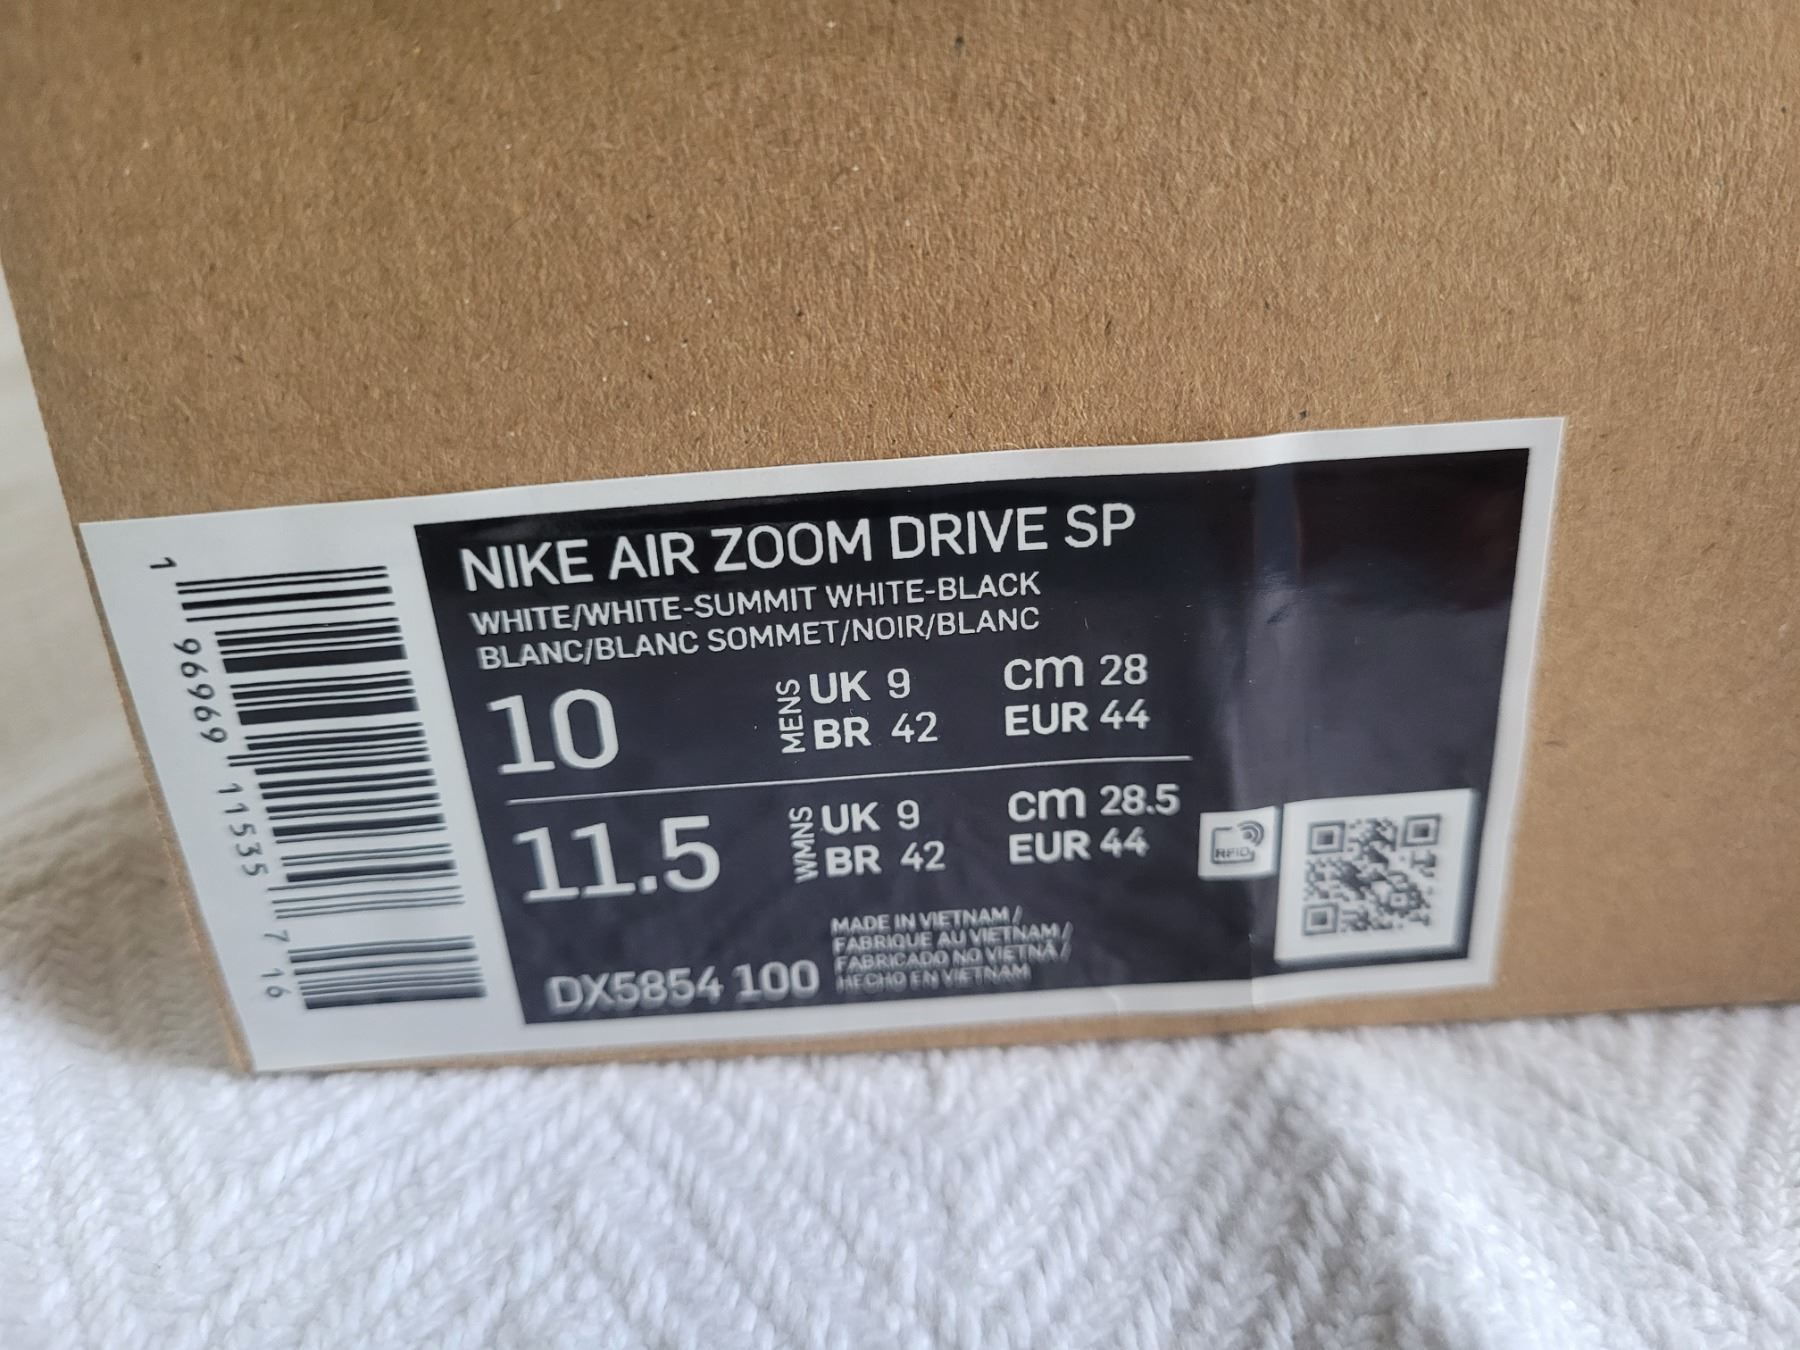 NIKE AIR ZOOM DRIVE SP
WHITE/WHITE-SUMMIT WHITE-BLACK
BLANC/BLANC SOMMET/NOIR/BLANC
10 MENS UK 9 cm 28
BR 42 EUR 44
11.5 WMNS UK 9 cm 28.5
BR 42 EUR 44
RFID
DX5854 100
MADE IN VIETNAM /
FABRIQUE AU VIETNAM /
FABRICADO NO VIETNÃ /
HECHO EN VIETNAM
1 96969 11535 7 16